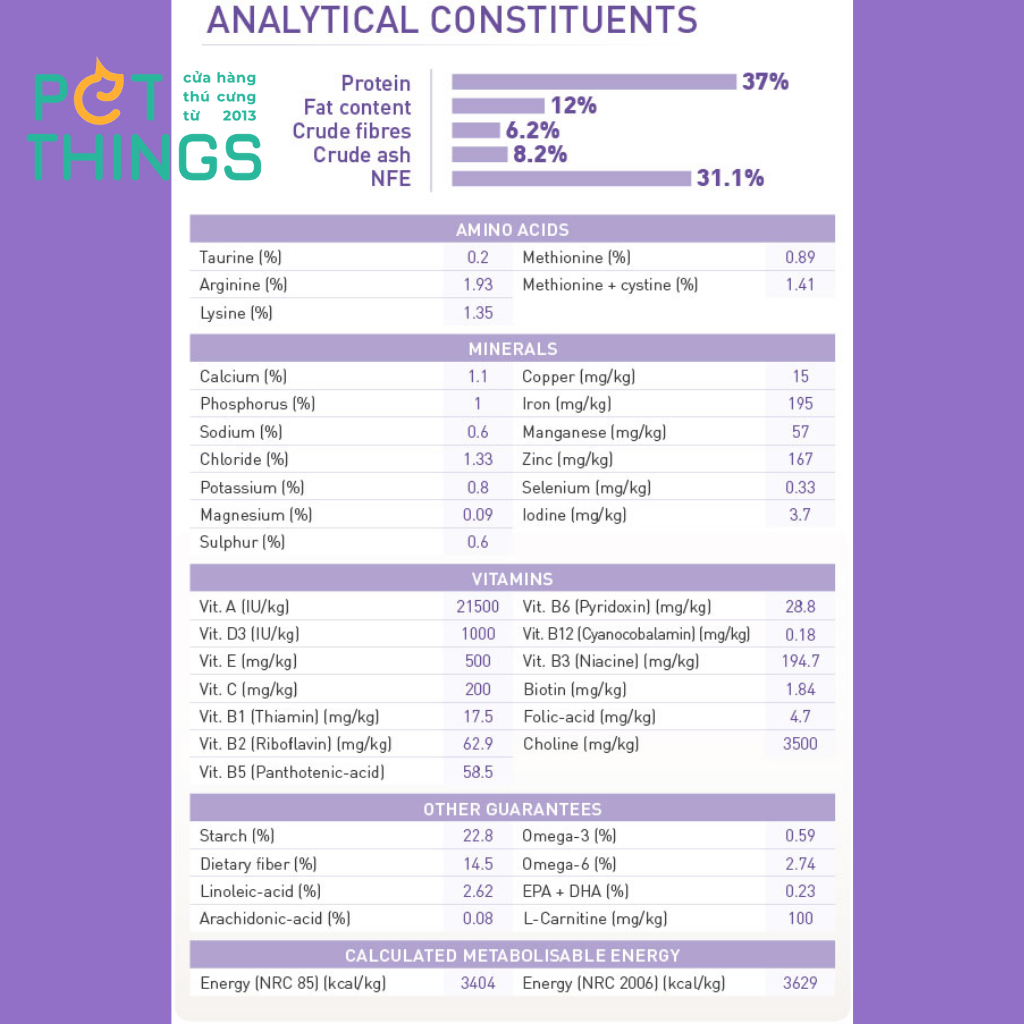 ANALYTICAL CONSTITUENTS
PET THINGS
cửa hàng
thú cưng
từ 2013
Protein 37%
Fat content 12%
Crude fibres 6.2%
Crude ash 8.2%
NFE 31.1%
AMINO ACIDS
Taurine (%) 0.2 Methionine (%) 0.89
Arginine (%) 1.93 Methionine + cystine (%) 1.41
Lysine (%) 1.35
MINERALS
Calcium (%) 1.1 Copper (mg/kg) 15
Phosphorus (%) 1 Iron (mg/kg) 195
Sodium (%) 0.6 Manganese (mg/kg) 57
Chloride (%) 1.33 Zinc (mg/kg) 167
Potassium (%) 0.8 Selenium (mg/kg) 0.33
Magnesium (%) 0.09 Iodine (mg/kg) 3.7
Sulphur (%) 0.6
VITAMINS
Vit. A (IU/kg) 21500 Vit. B6 (Pyridoxin) (mg/kg) 28.8
Vit. D3 (IU/kg) 1000 Vit. B12 (Cyanocobalamin) (mg/kg) 0.18
Vit. E (mg/kg) 500 Vit. B3 (Niacine) (mg/kg) 194.7
Vit. C (mg/kg) 200 Biotin (mg/kg) 1.84
Vit. B1 (Thiamin) (mg/kg) 17.5 Folic-acid (mg/kg) 4.7
Vit. B2 (Riboflavin) (mg/kg) 62.9 Choline (mg/kg) 3500
Vit. B5 (Panthotenic-acid) 58.5
OTHER GUARANTEES
Starch (%) 22.8 Omega-3 (%) 0.59
Dietary fiber (%) 14.5 Omega-6 (%) 2.74
Linoleic-acid (%) 2.62 EPA + DHA (%) 0.23
Arachidonic-acid (%) 0.08 L-Carnitine (mg/kg) 100
CALCULATED METABOLISABLE ENERGY
Energy (NRC 85) (kcal/kg) 3404 Energy (NRC 2006) (kcal/kg) 3629